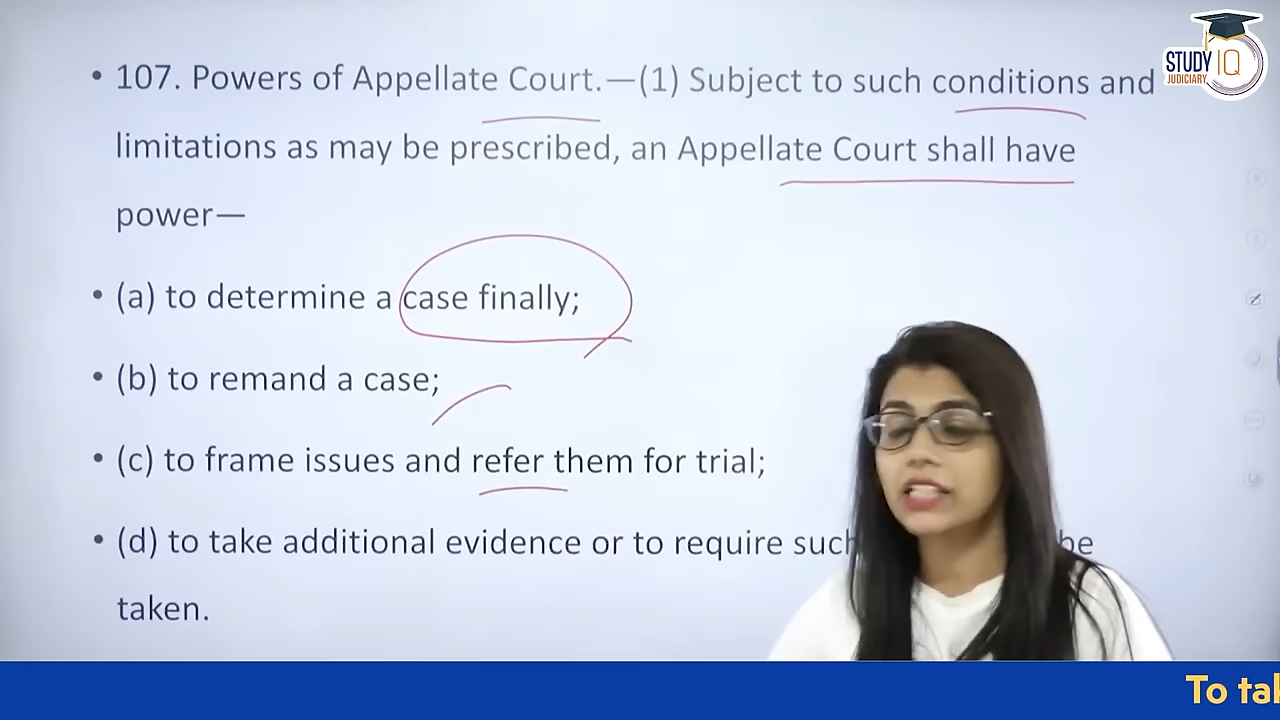 • 107. Powers of Appellate Court.—(1) Subject to such conditions and
limitations as may be prescribed, an Appellate Court shall have
power—
• (a) to determine a case finally;
• (b) to remand a case;
• (c) to frame issues and refer them for trial;
• (d) to take additional evidence or to require such be
taken.
STUDY IQ
JUDICIARY
To tak